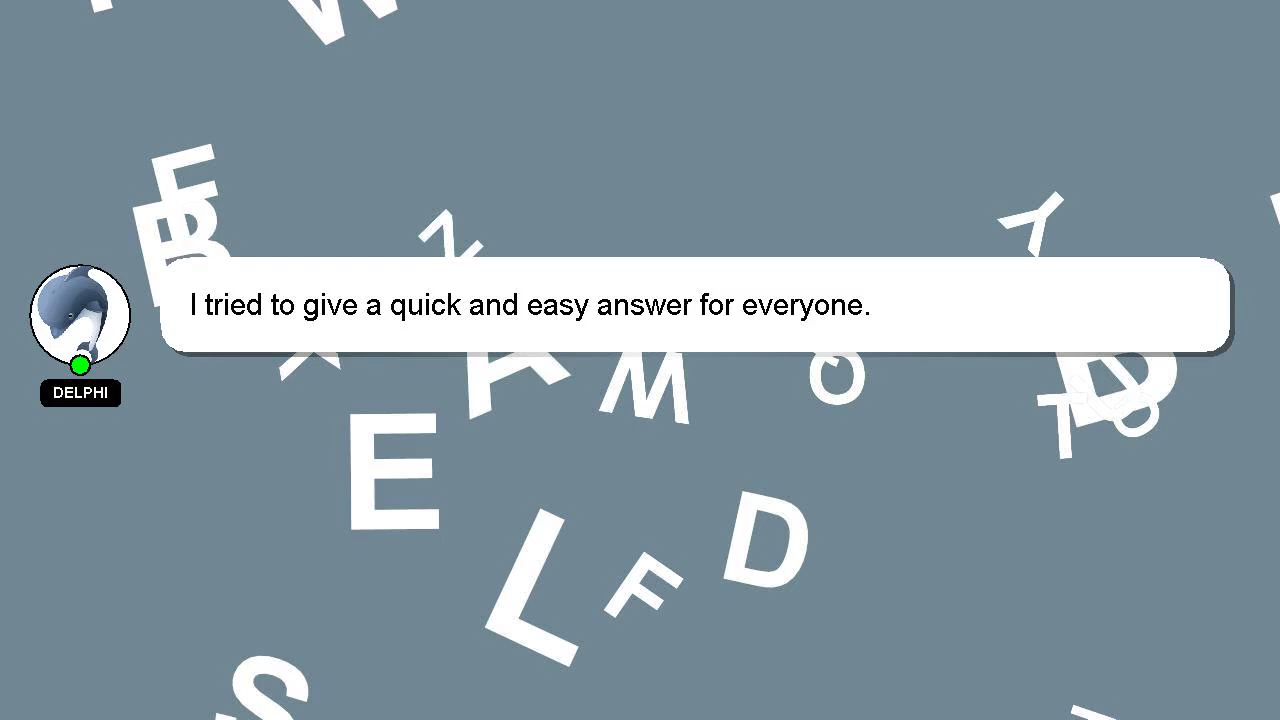 I tried to give a quick and easy answer for everyone.
DELPHI
W
F
B
N
Y
A
M
O
D
T
E
L
F
D
S